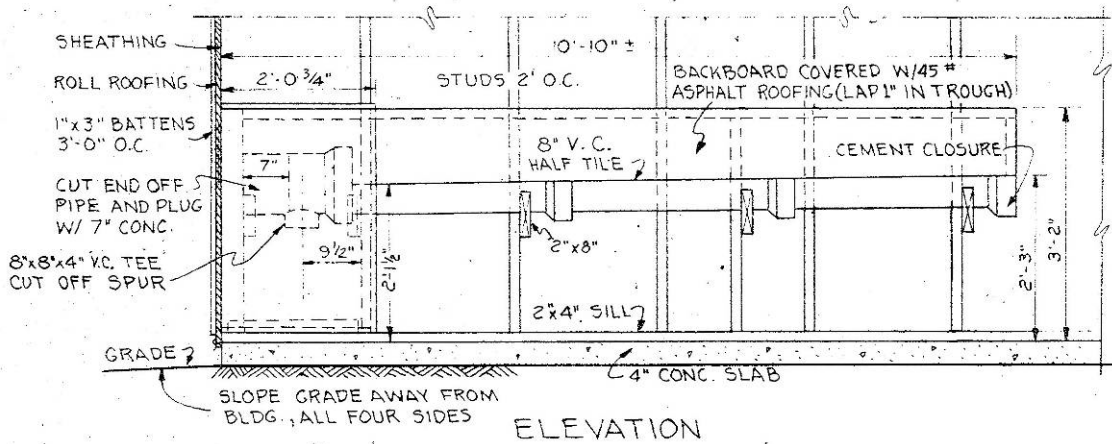 SHEATHING
10'-10" ±
ROLL ROOFING
2'-0 3/4"
STUDS 2' O.C.
BACKBOARD COVERED W/45 #
ASPHALT ROOFING (LAP 1" IN TROUGH)
1"x3" BATTENS
3'-0" O.C.
8" V.C.
HALF TILE
CEMENT CLOSURE
7"
CUT END OFF
PIPE AND PLUG
W/ 7" CONC.
9 1/2"
2"x8"
2'-1 1/2"
2'-3"
3'-2"
8"x8"x4" V.C. TEE
CUT OFF SPUR
2"x4" SILL
GRADE
4" CONC. SLAB
SLOPE GRADE AWAY FROM
BLDG., ALL FOUR SIDES
ELEVATION